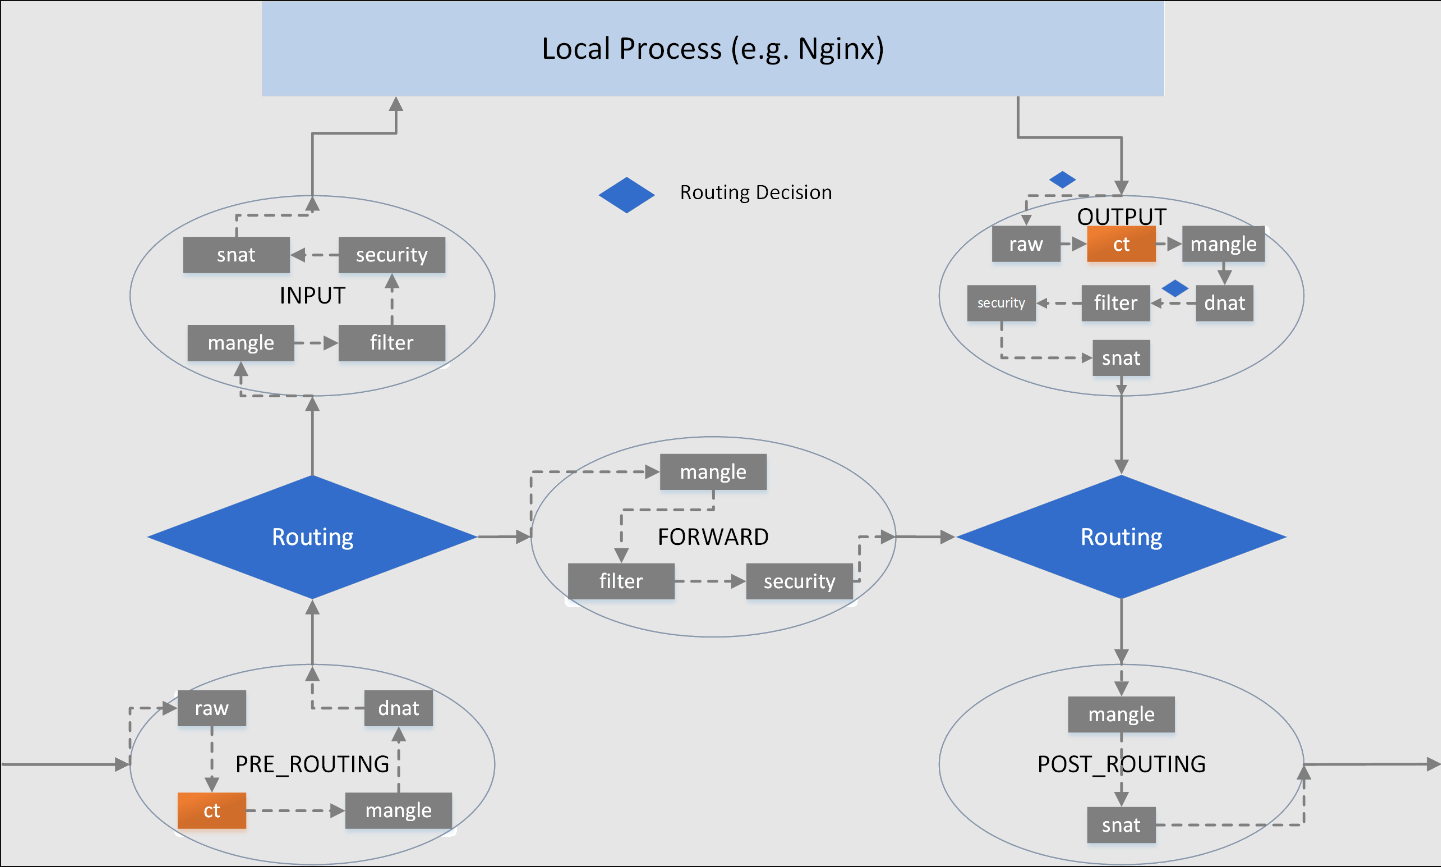 Local Process (e.g. Nginx)
Routing Decision
snat
security
INPUT
mangle
filter
OUTPUT
raw
ct
mangle
security
filter
dnat
snat
Routing
mangle
FORWARD
filter
security
Routing
raw
dnat
PRE_ROUTING
ct
mangle
mangle
POST_ROUTING
snat